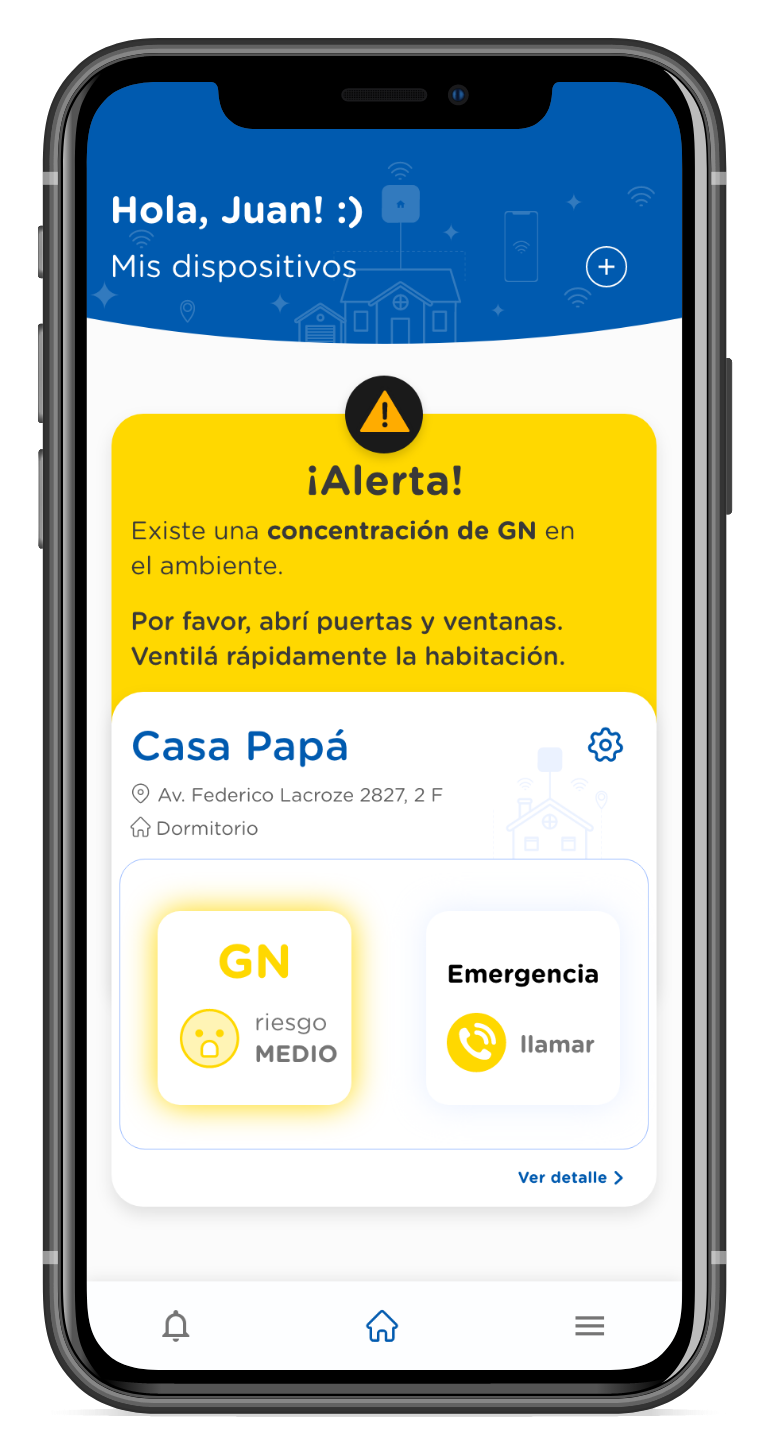 Hola, Juan! :)
Mis dispositivos
¡Alerta!
Existe una concentración de GN en
el ambiente.
Por favor, abrí puertas y ventanas.
Ventilá rápidamente la habitación.
Casa Papá
Av. Federico Lacroze 2827, 2 F
Dormitorio
GN
riesgo
MEDIO
Emergencia
llamar
Ver detalle